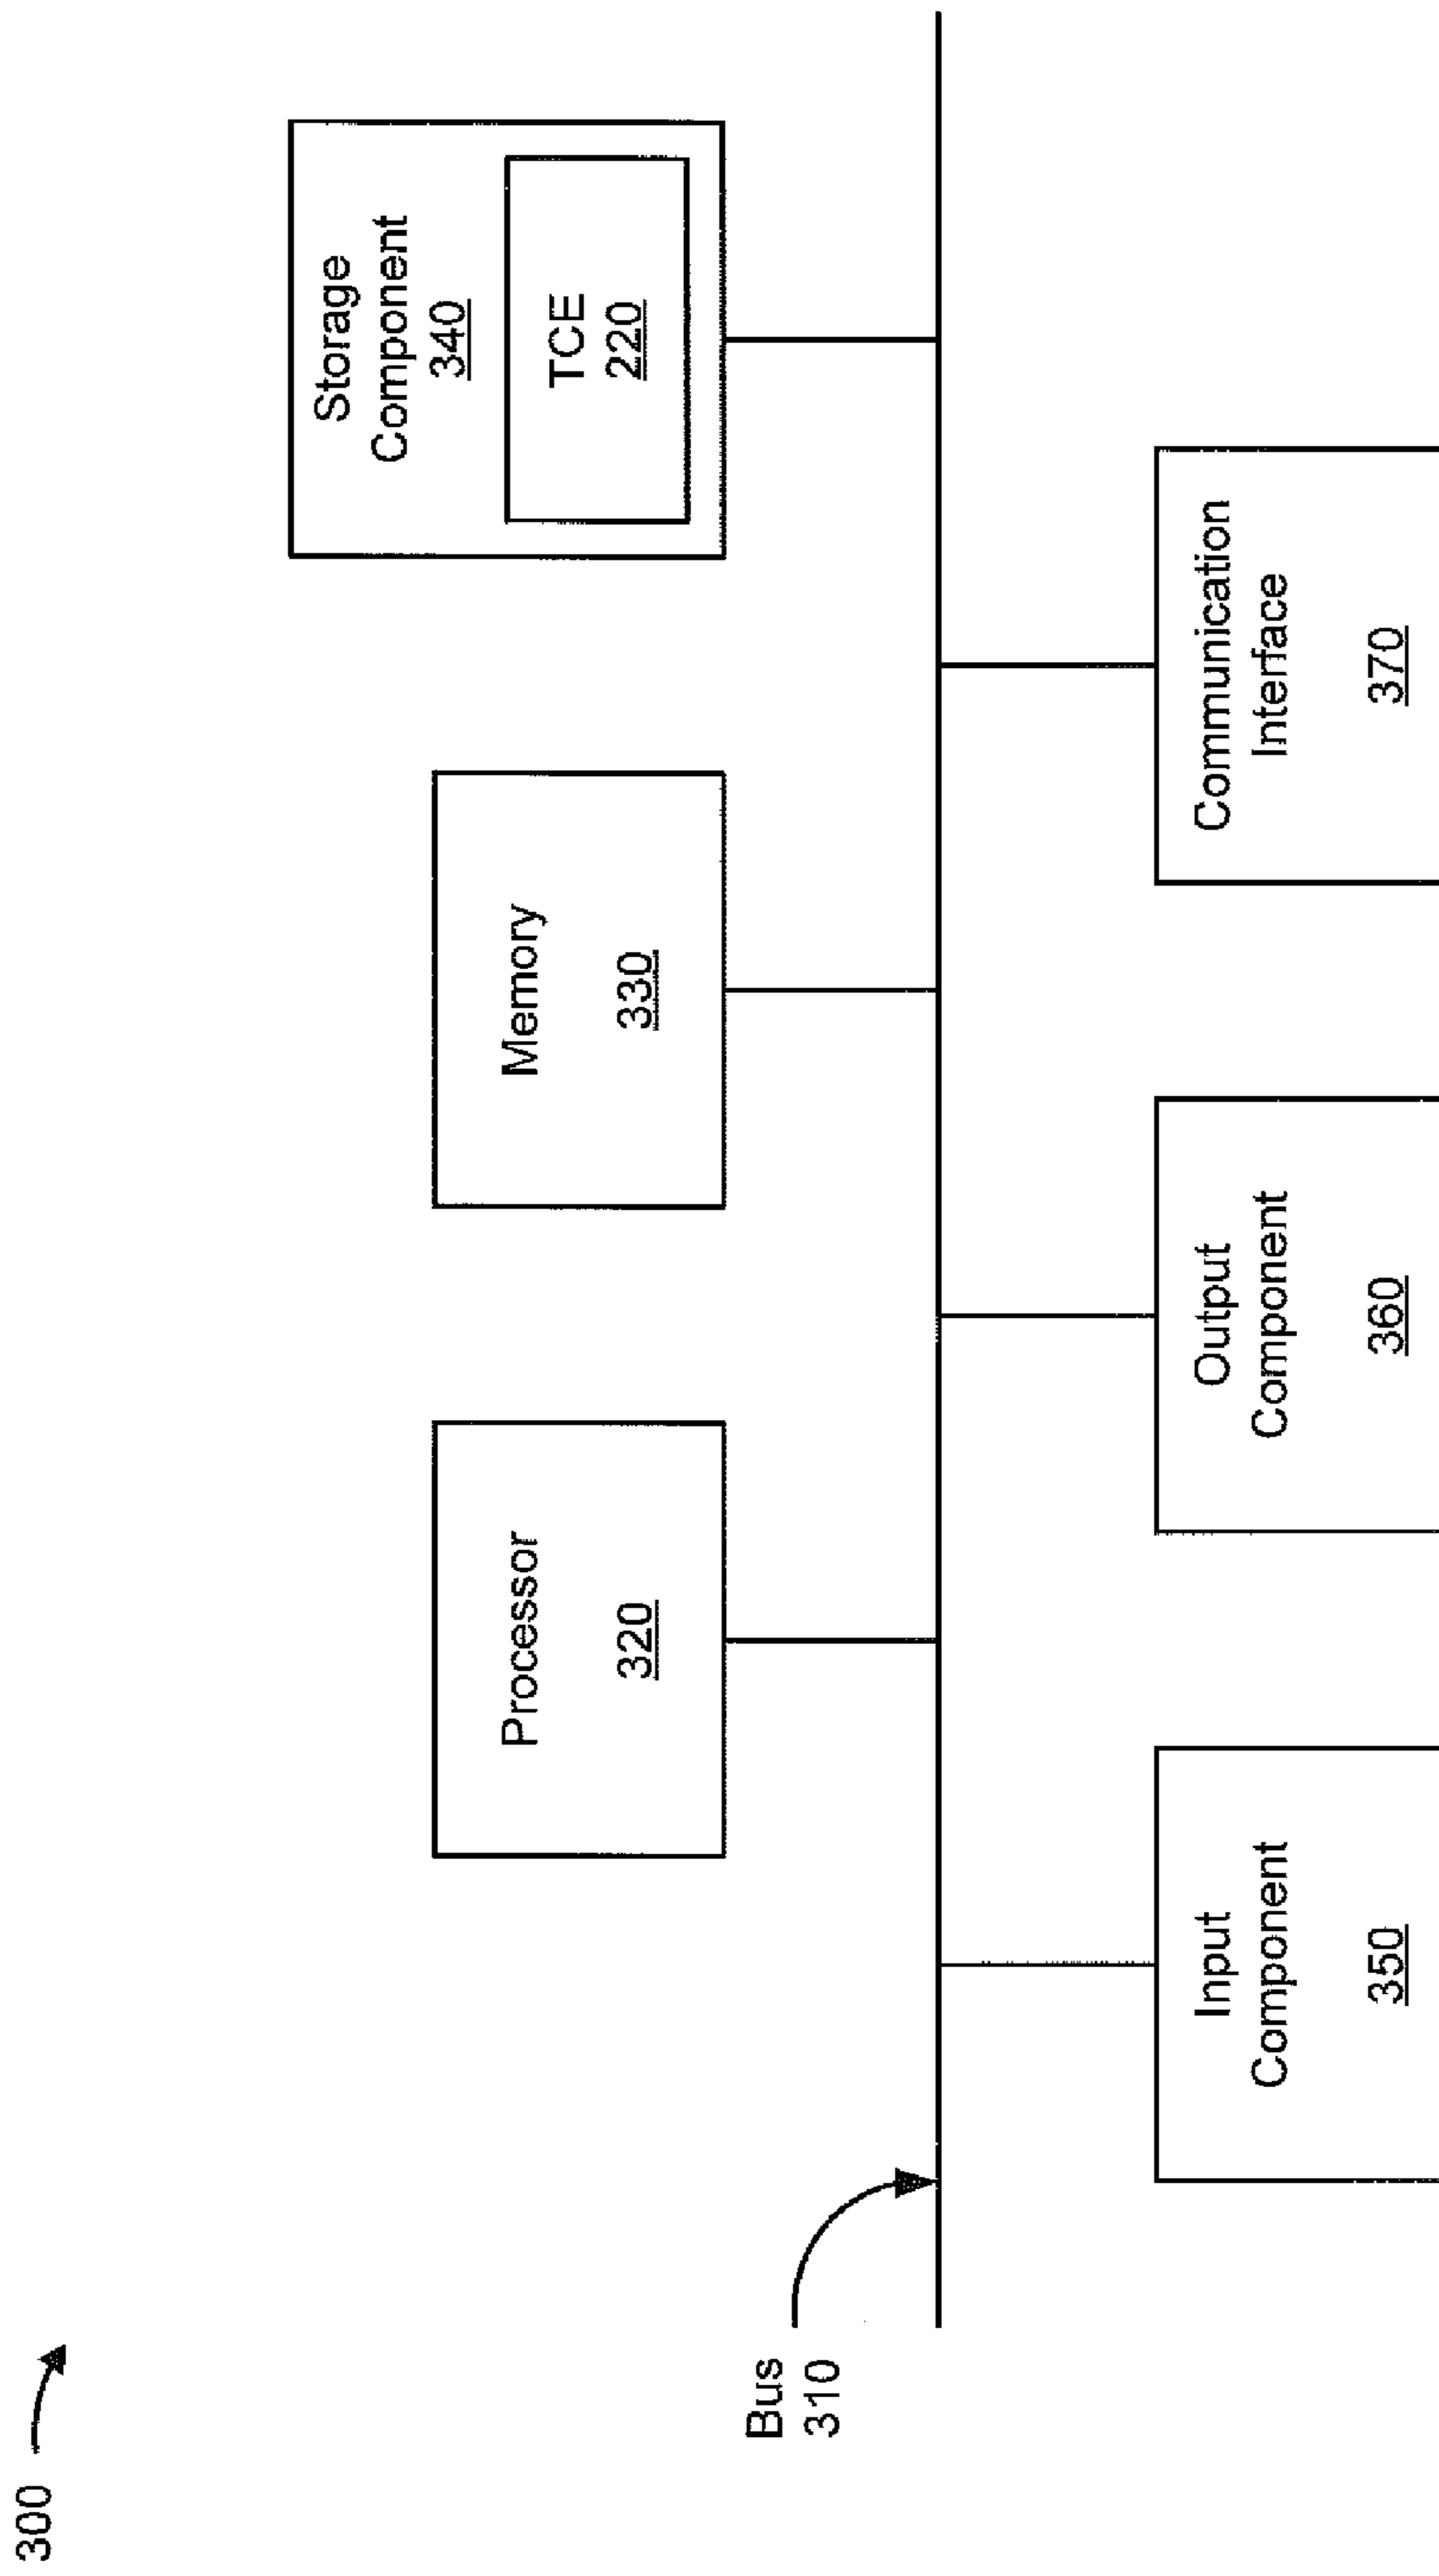 300
Bus
310
Processor
320
Memory
330
Storage
Component
340
TCE
220
Input
Component
350
Output
Component
360
Communication
Interface
370